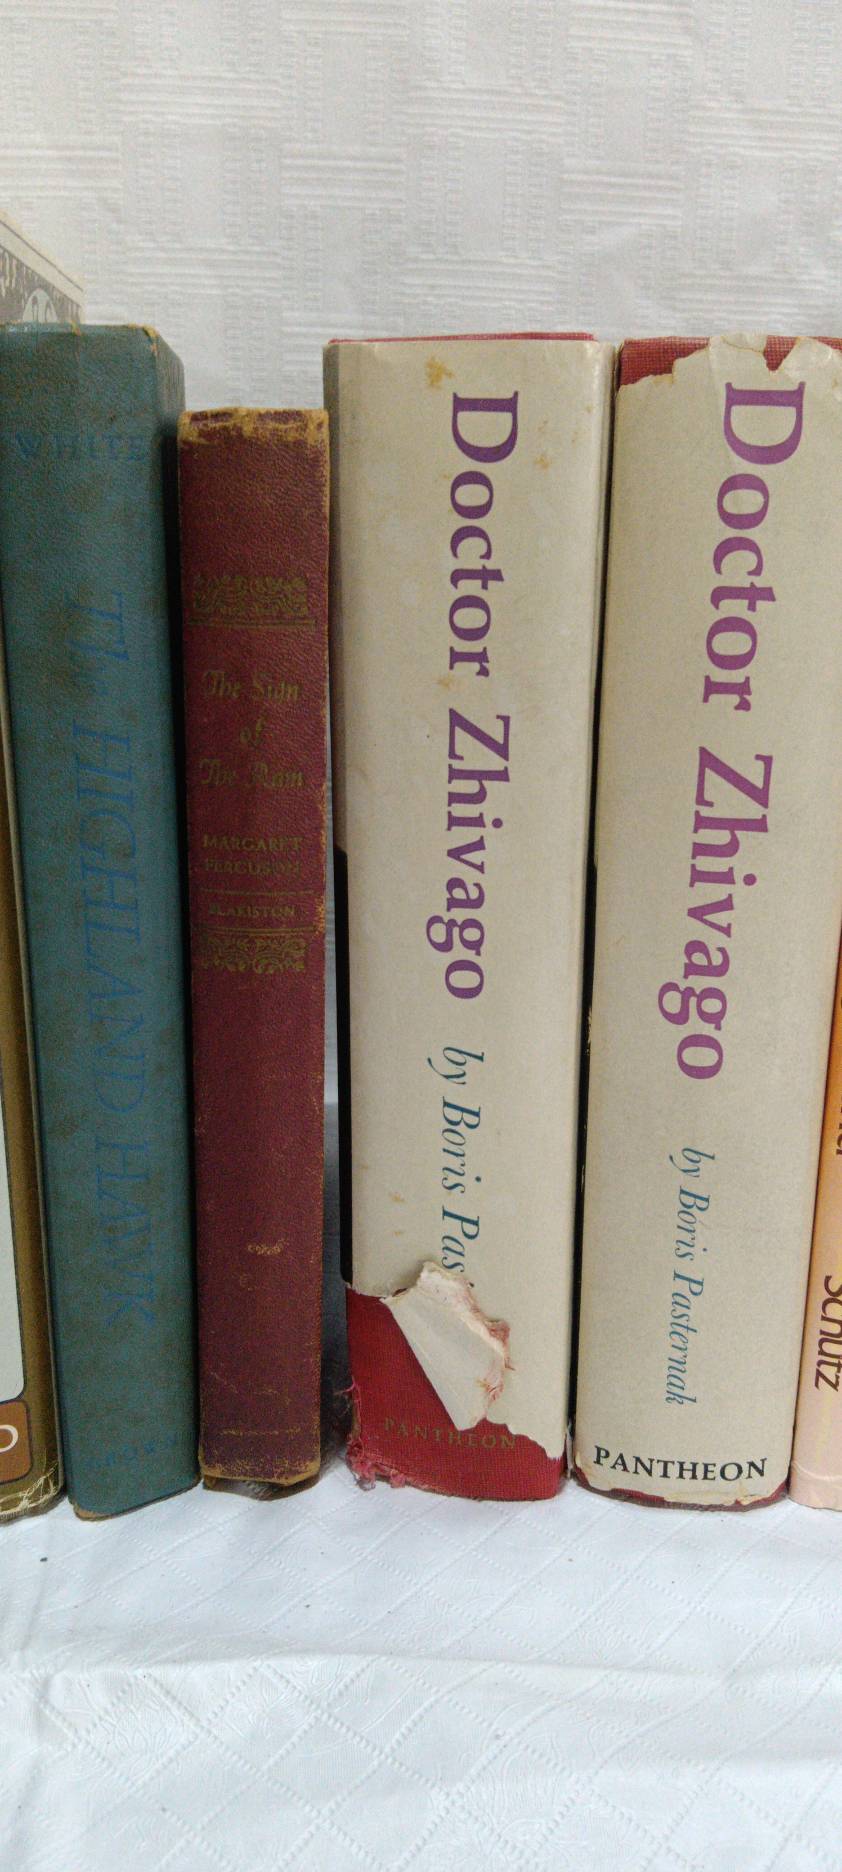 WHITE
The HIGHLAND HAWK
The Sign
of
The Ram
MARGARET
FERGUSON
BLAKISTON
Doctor Zhivago by Boris Pas
PANTHEON
Doctor Zhivago by Boris Pasternak
PANTHEON
Schutz